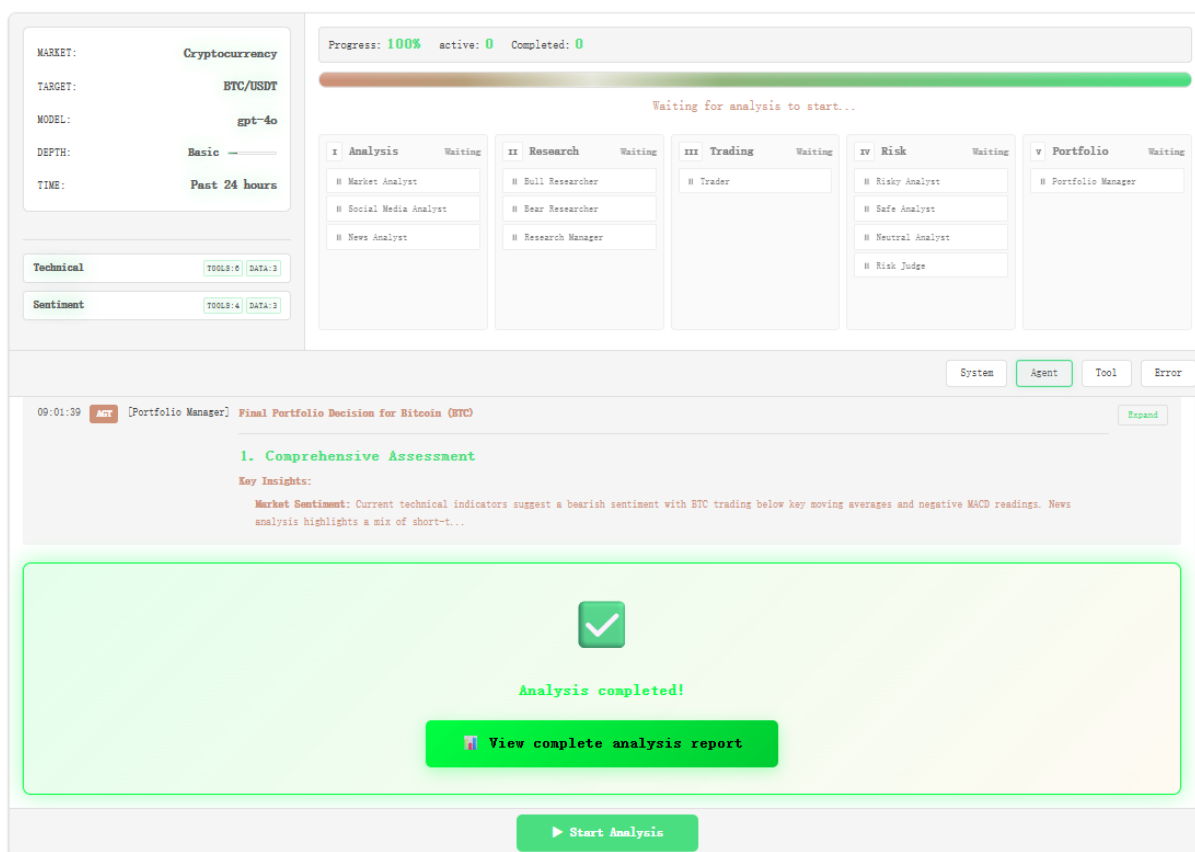 MARKET: Cryptocurrency
TARGET: BTC/USDT
MODEL: gpt-4o
DEPTH: Basic
TIME: Past 24 hours
Technical TOOLS:6 DATA:3
Sentiment TOOLS:4 DATA:3
Progress: 100% active: 0 Completed: 0
Waiting for analysis to start...
I Analysis Waiting
Market Analyst
Social Media Analyst
News Analyst
II Research Waiting
Bull Researcher
Bear Researcher
Research Manager
III Trading Waiting
Trader
IV Risk Waiting
Risky Analyst
Safe Analyst
Neutral Analyst
Risk Judge
V Portfolio Waiting
Portfolio Manager
System Agent Tool Error
09:01:39 AGT [Portfolio Manager] Final Portfolio Decision for Bitcoin (BTC) Expand
1. Comprehensive Assessment
Key Insights:
Market Sentiment: Current technical indicators suggest a bearish sentiment with BTC trading below key moving averages and negative MACD readings. News
analysis highlights a mix of short-t...
Analysis completed!
View complete analysis report
Start Analysis